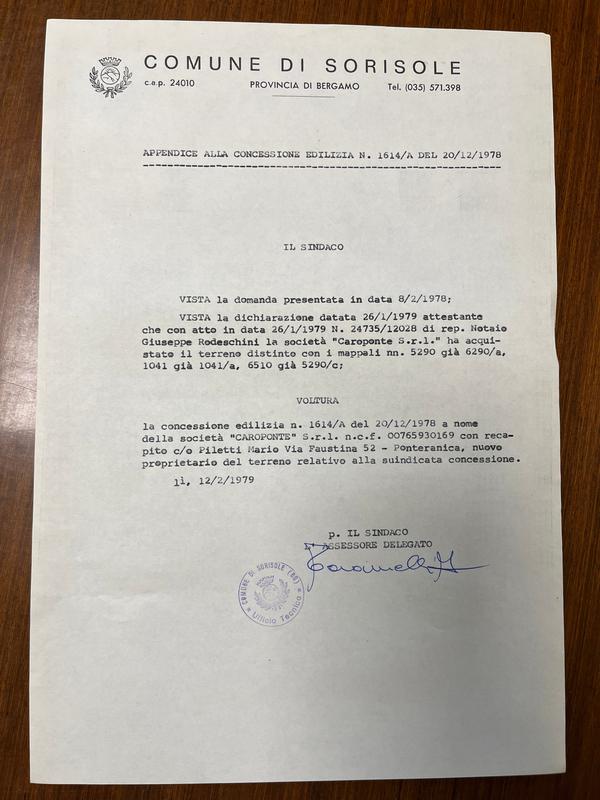 COMUNE DI SORISOLE
c.a.p. 24010 PROVINCIA DI BERGAMO Tel. (035) 571.398
APPENDICE ALLA CONCESSIONE EDILIZIA N. 1614/A DEL 20/12/1978
IL SINDACO
VISTA la domanda presentata in data 8/2/1978;
VISTA la dichiarazione datata 26/1/1979 attestante
che con atto in data 26/1/1979 N. 24735/12028 di rep. Notaio
Giuseppe Rodeschini la società "Caroponte S.r.l." ha acqui-
stato il terreno distinto con i mappali nn. 5290 già 6290/a,
1041 già 1041/a, 6510 già 5290/c;
VOLTURA
la concessione edilizia n. 1614/A del 20/12/1978 a nome
della società "CAROPONTE" S.r.l. n.c.f. 00765930169 con reca-
pito c/o Piletti Mario Via Faustina 52 - Ponteranica, nuovo
proprietario del terreno relativo alla suindicata concessione.
lì, 12/2/1979
p. IL SINDACO
L' ASSESSORE DELEGATO
COMUNE DI SORISOLE (BG)
Ufficio Tecnico